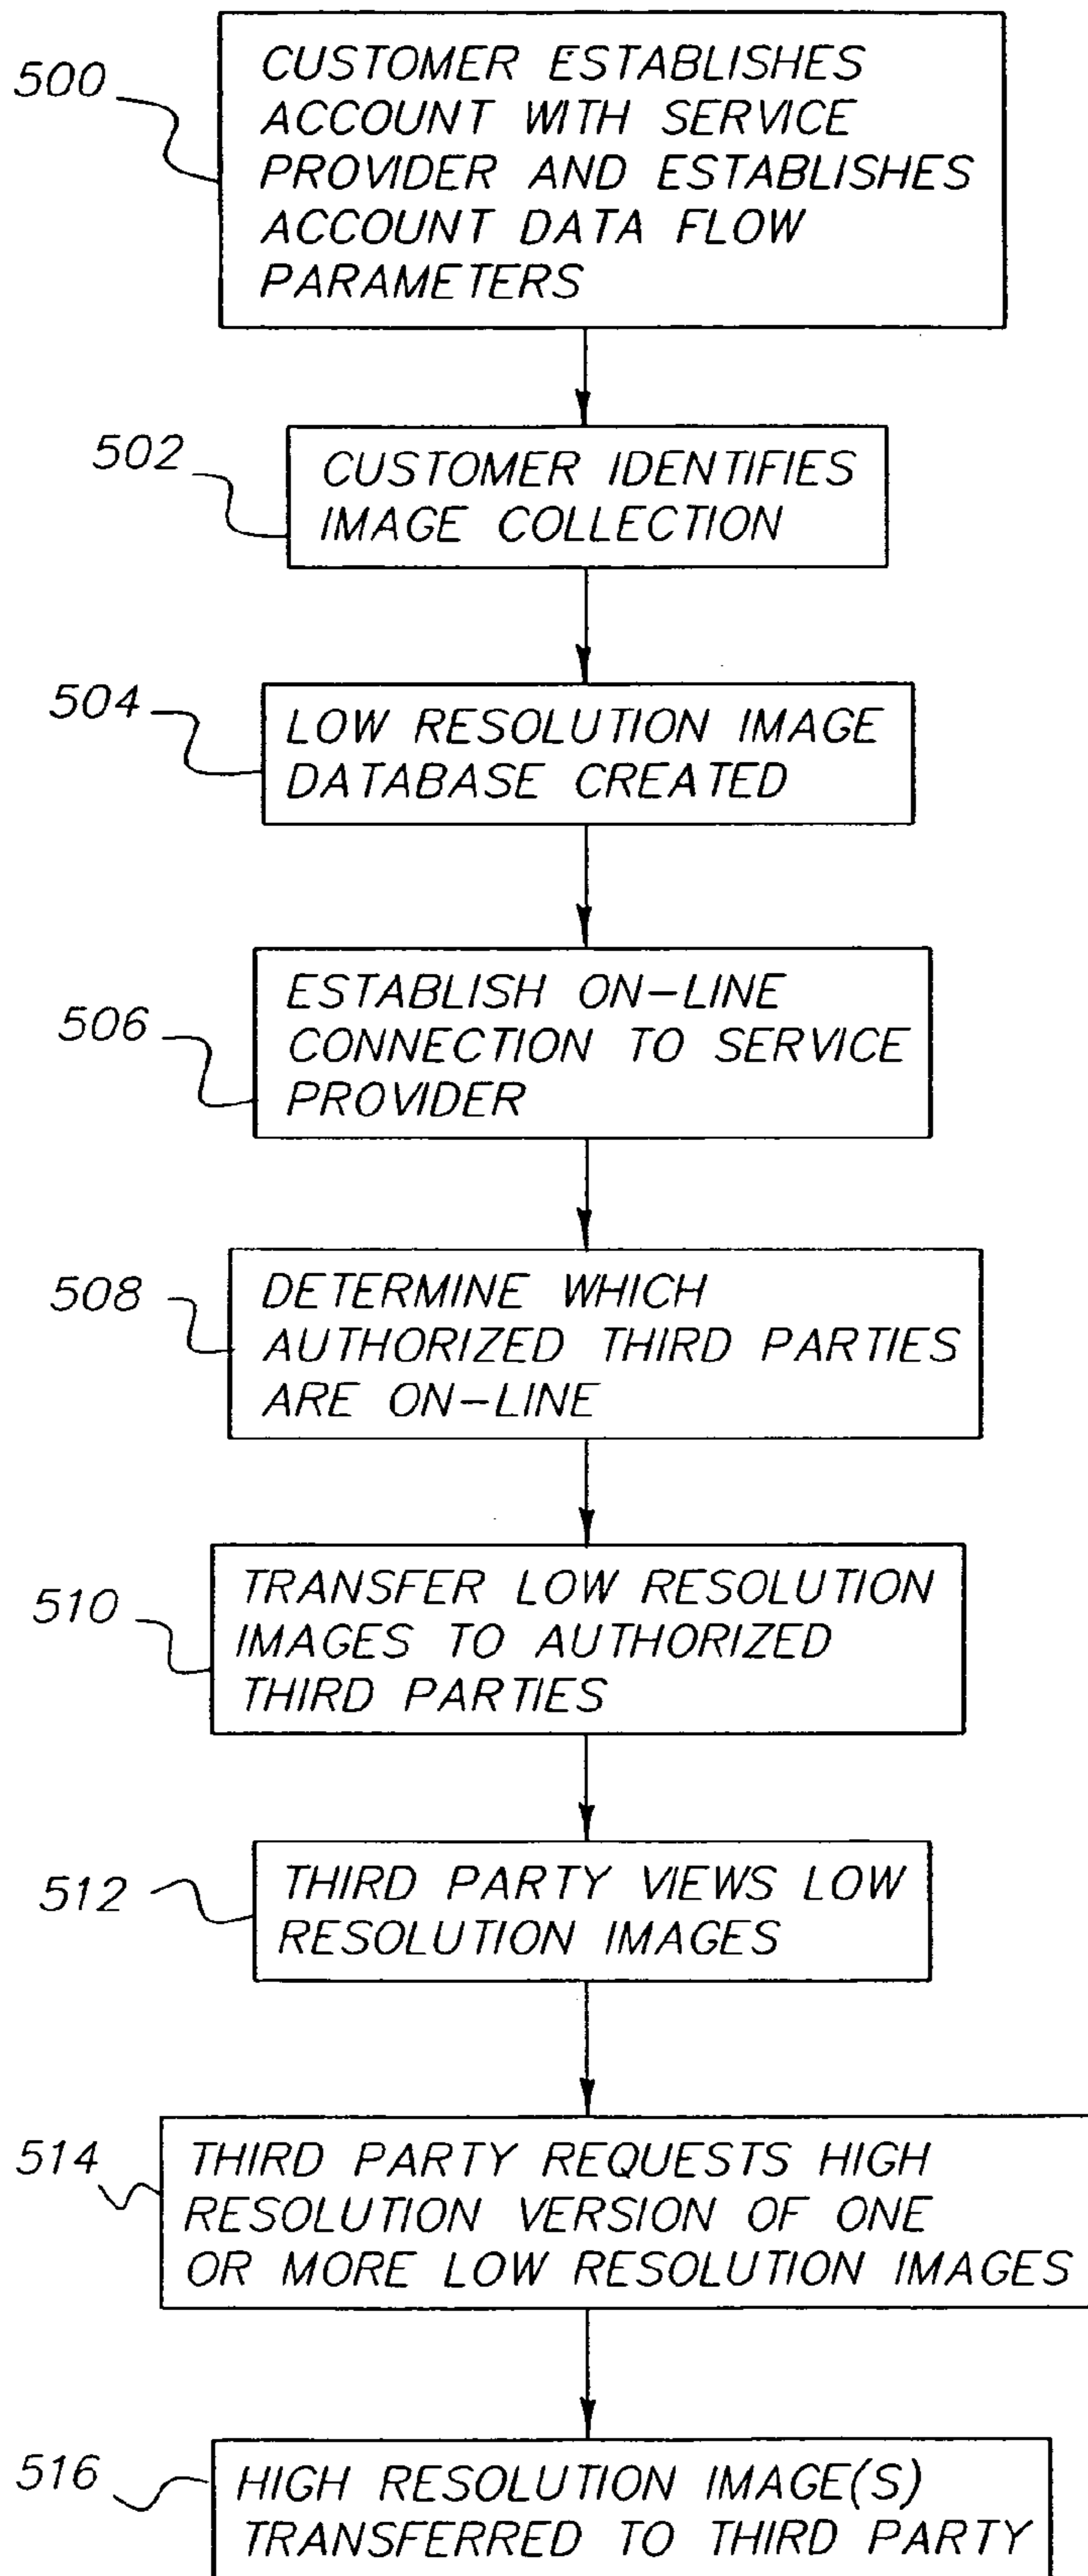 500
CUSTOMER ESTABLISHES
ACCOUNT WITH SERVICE
PROVIDER AND ESTABLISHES
ACCOUNT DATA FLOW
PARAMETERS
502
CUSTOMER IDENTIFIES
IMAGE COLLECTION
504
LOW RESOLUTION IMAGE
DATABASE CREATED
506
ESTABLISH ON-LINE
CONNECTION TO SERVICE
PROVIDER
508
DETERMINE WHICH
AUTHORIZED THIRD PARTIES
ARE ON-LINE
510
TRANSFER LOW RESOLUTION
IMAGES TO AUTHORIZED
THIRD PARTIES
512
THIRD PARTY VIEWS LOW
RESOLUTION IMAGES
514
THIRD PARTY REQUESTS HIGH
RESOLUTION VERSION OF ONE
OR MORE LOW RESOLUTION IMAGES
516
HIGH RESOLUTION IMAGE(S)
TRANSFERRED TO THIRD PARTY